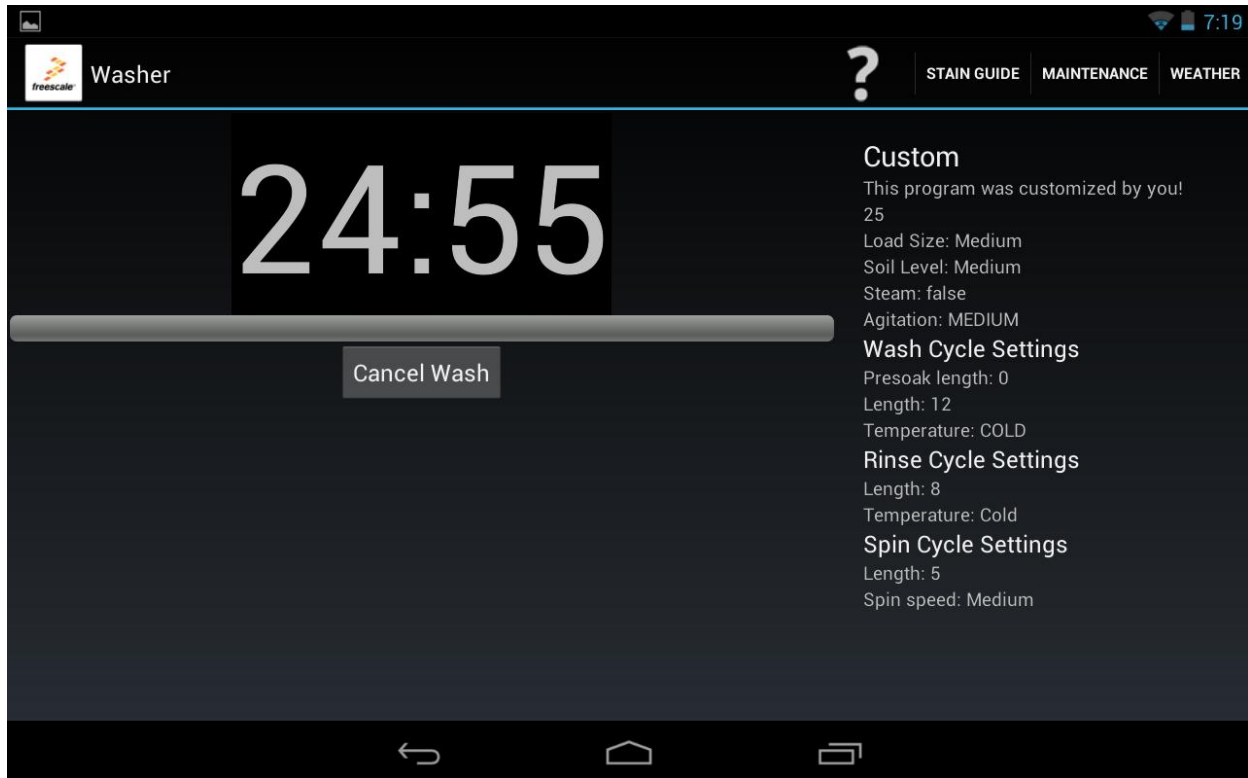 7:19
freescale
Washer
?
STAIN GUIDE
MAINTENANCE
WEATHER
24:55
Cancel Wash
Custom
This program was customized by you!
25
Load Size: Medium
Soil Level: Medium
Steam: false
Agitation: MEDIUM
Wash Cycle Settings
Presoak length: 0
Length: 12
Temperature: COLD
Rinse Cycle Settings
Length: 8
Temperature: Cold
Spin Cycle Settings
Length: 5
Spin speed: Medium